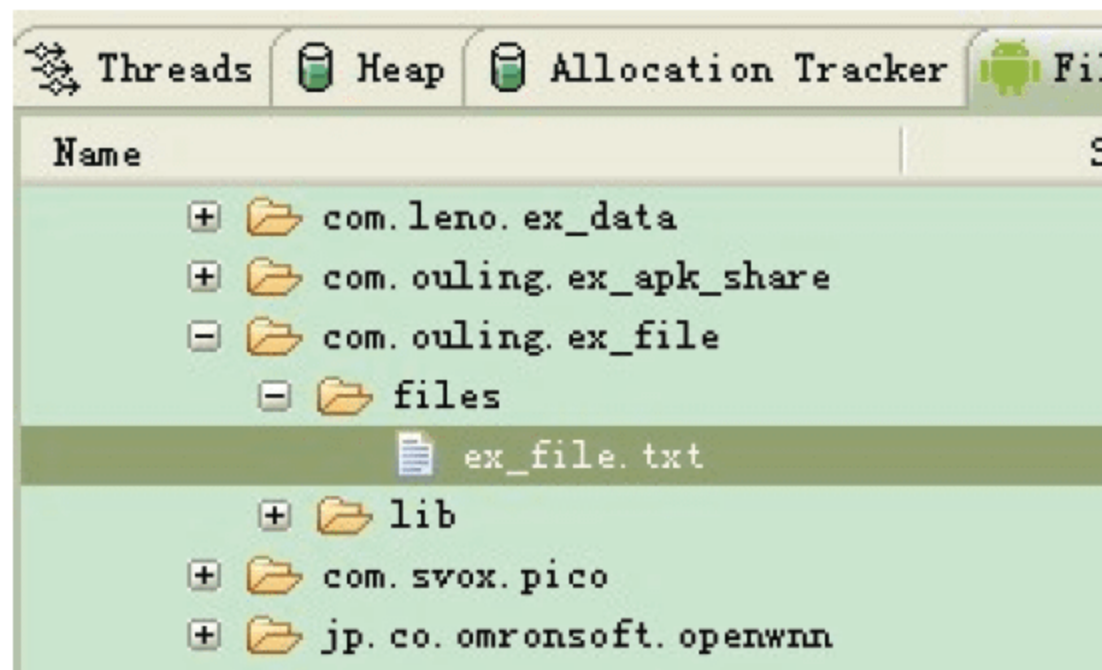 Threads Heap Allocation Tracker Fil
Name S
com.leno.ex_data
com.ouling.ex_apk_share
com.ouling.ex_file
files
ex_file.txt
lib
com.svox.pico
jp.co.omronsoft.openwnn